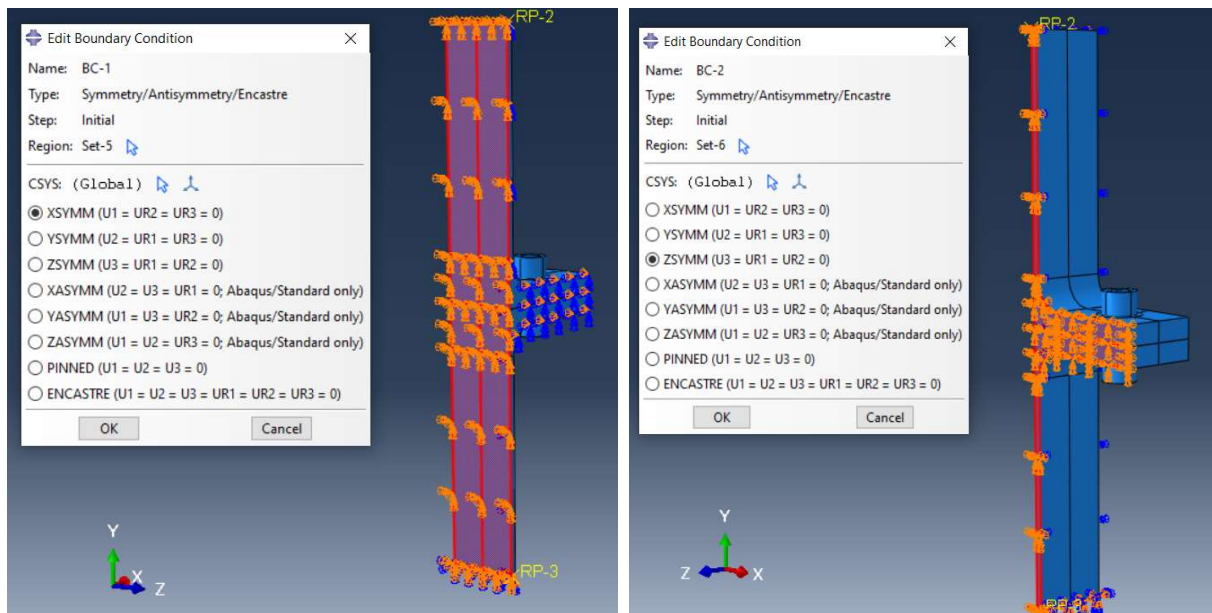 Edit Boundary Condition
Name: BC-1
Type: Symmetry/Antisymmetry/Encastre
Step: Initial
Region: Set-5
CSYS: (Global)
XSYMM (U1 = UR2 = UR3 = 0)
YSYMM (U2 = UR1 = UR3 = 0)
ZSYMM (U3 = UR1 = UR2 = 0)
XASYMM (U2 = U3 = UR1 = 0; Abaqus/Standard only)
YASYMM (U1 = U3 = UR2 = 0; Abaqus/Standard only)
ZASYMM (U1 = U2 = UR3 = 0; Abaqus/Standard only)
PINNED (U1 = U2 = U3 = 0)
ENCASTRE (U1 = U2 = U3 = UR1 = UR2 = UR3 = 0)
OK Cancel
RP-2
RP-3
Y
X
Z
Edit Boundary Condition
Name: BC-2
Type: Symmetry/Antisymmetry/Encastre
Step: Initial
Region: Set-6
CSYS: (Global)
XSYMM (U1 = UR2 = UR3 = 0)
YSYMM (U2 = UR1 = UR3 = 0)
ZSYMM (U3 = UR1 = UR2 = 0)
XASYMM (U2 = U3 = UR1 = 0; Abaqus/Standard only)
YASYMM (U1 = U3 = UR2 = 0; Abaqus/Standard only)
ZASYMM (U1 = U2 = UR3 = 0; Abaqus/Standard only)
PINNED (U1 = U2 = U3 = 0)
ENCASTRE (U1 = U2 = U3 = UR1 = UR2 = UR3 = 0)
OK Cancel
RP-2
Y
Z X